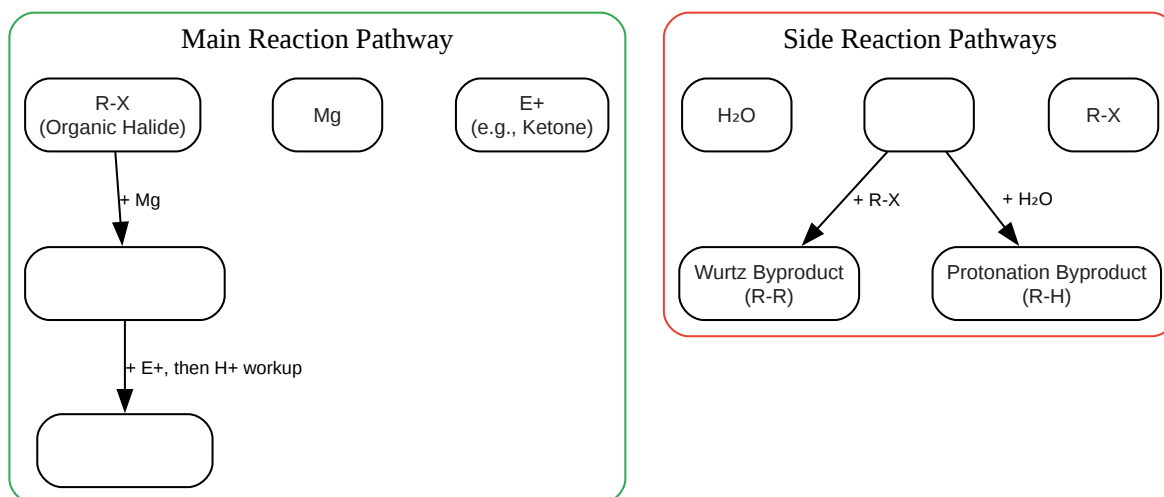 Main Reaction Pathway
R-X
(Organic Halide)
Mg
E+
(e.g., Ketone)
+ Mg
+ E+, then H+ workup
Side Reaction Pathways
H₂O
R-X
+ R-X
+ H₂O
Wurtz Byproduct
(R-R)
Protonation Byproduct
(R-H)